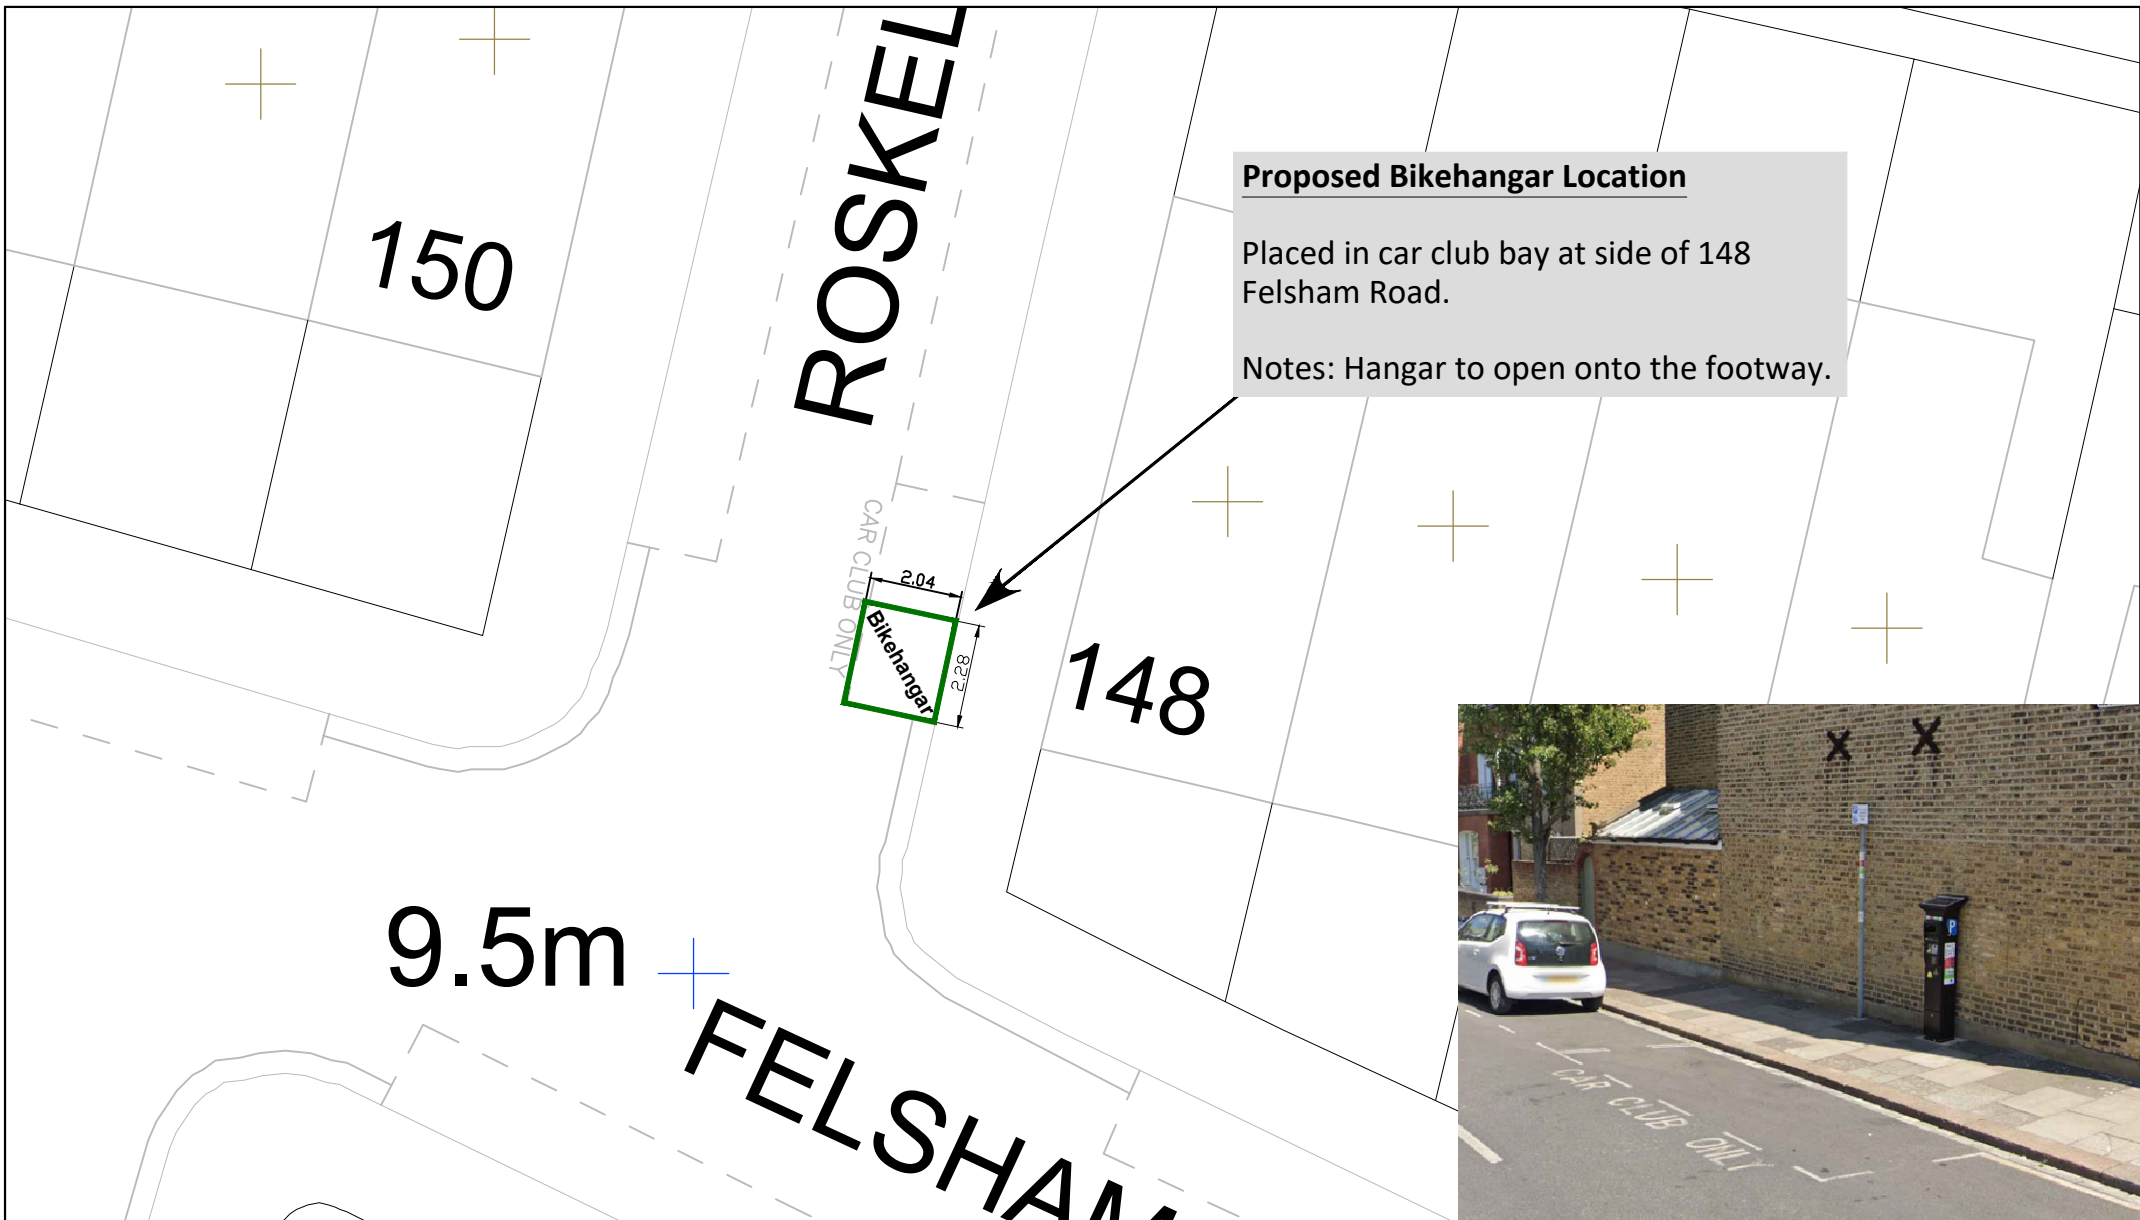 ROSKEL
150
Proposed Bikehangar Location
Placed in car club bay at side of 148
Felsham Road.
Notes: Hangar to open onto the footway.
CAR CLUB ONLY
2.04
Bikehangar
2.28
148
9.5m
FELSHAM
P
CAR CLUB ONLY